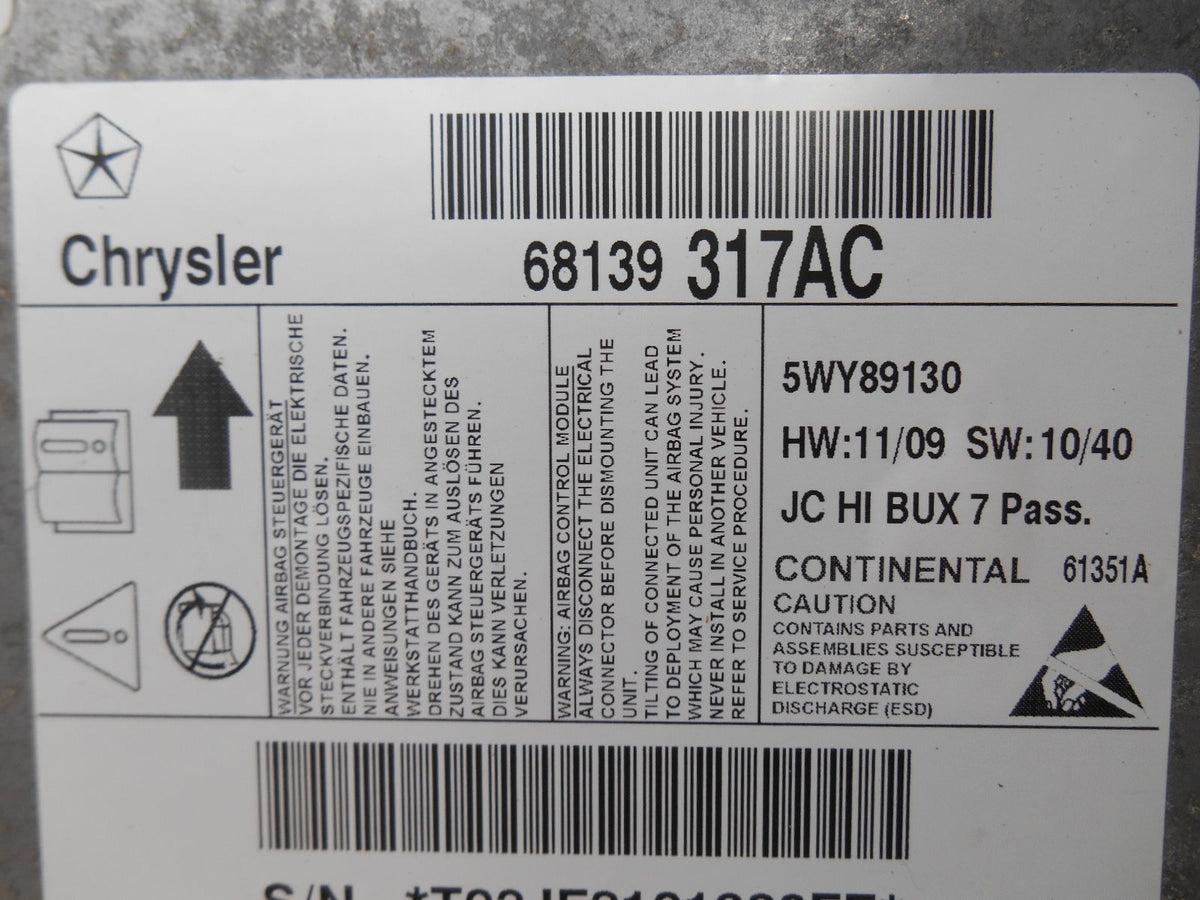 Chrysler
68139 317AC
WARNUNG AIRBAG STEUERGERÄT
VOR JEDER DEMONTAGE DIE ELEKTRISCHE
STECKVERBINDUNG LÖSEN.
ENTHÄLT FAHRZEUGSPEZIFISCHE DATEN.
NIE IN ANDERE FAHRZEUGE EINBAUEN.
ANWEISUNGEN SIEHE
WERKSTATTHANDBUCH.
DREHEN DES GERÄTS IN ANGESTECKTEM
ZUSTAND KANN ZUM AUSLÖSEN DES
AIRBAG STEUERGERÄTS FÜHREN.
DIES KANN VERLETZUNGEN
VERURSACHEN.
WARNING: AIRBAG CONTROL MODULE
ALWAYS DISCONNECT THE ELECTRICAL
CONNECTOR BEFORE DISMOUNTING THE
UNIT.
TILTING OF CONNECTED UNIT CAN LEAD
TO DEPLOYMENT OF THE AIRBAG SYSTEM
WHICH MAY CAUSE PERSONAL INJURY.
NEVER INSTALL IN ANOTHER VEHICLE.
REFER TO SERVICE PROCEDURE.
5WY89130
HW:11/09 SW:10/40
JC HI BUX 7 Pass.
CONTINENTAL 61351A
CAUTION
CONTAINS PARTS AND
ASSEMBLIES SUSCEPTIBLE
TO DAMAGE BY
ELECTROSTATIC
DISCHARGE (ESD)
S/N